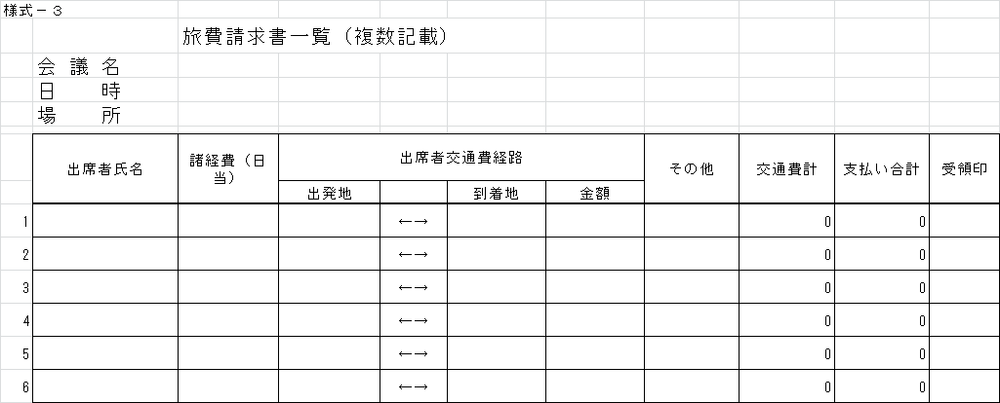 様式－３
旅費請求書一覧（複数記載）
会 議 名
日　　時
場　　所
出席者氏名 諸経費（日当） 出席者交通費経路 その他 交通費計 支払い合計 受領印
出発地 到着地 金額
1 ←→ 0 0
2 ←→ 0 0
3 ←→ 0 0
4 ←→ 0 0
5 ←→ 0 0
6 ←→ 0 0